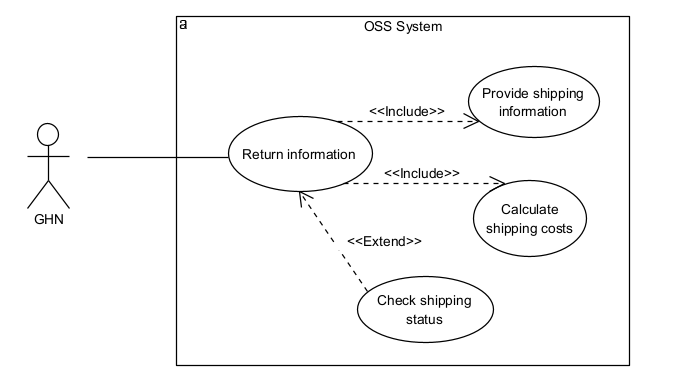 a
OSS System
Provide shipping
information
<<Include>>
Return information
<<Include>>
Calculate
shipping costs
GHN
<<Extend>>
Check shipping
status